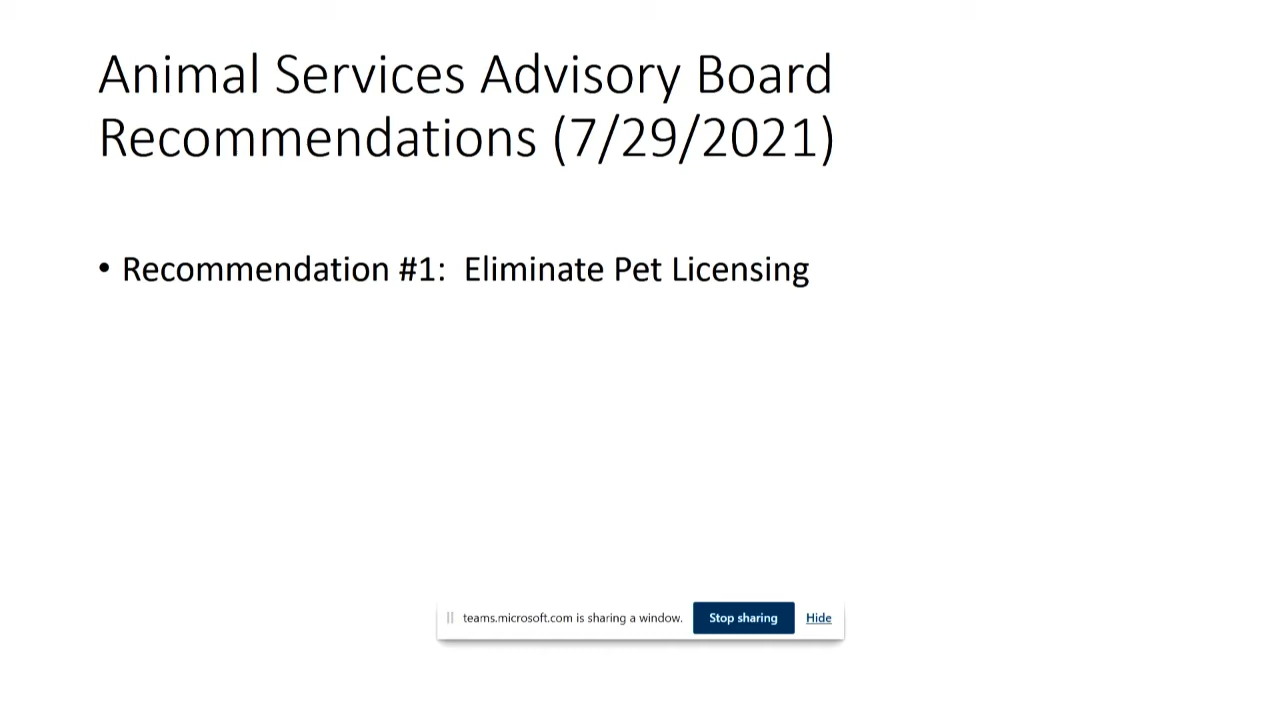 Animal Services Advisory Board
Recommendations (7/29/2021)
• Recommendation #1: Eliminate Pet Licensing
teams.microsoft.com is sharing a window. Stop sharing Hide